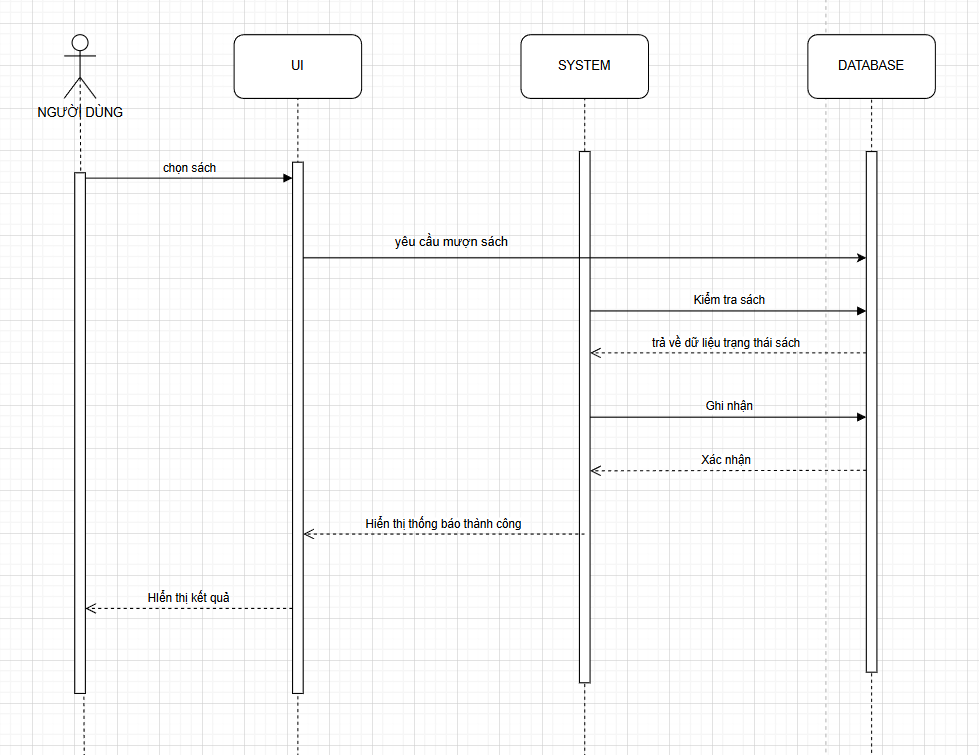 NGƯỜI DÙNG
UI
SYSTEM
DATABASE
chọn sách
yêu cầu mượn sách
Kiểm tra sách
trả về dữ liệu trạng thái sách
Ghi nhận
Xác nhận
Hiển thị thống báo thành công
HIển thị kết quả